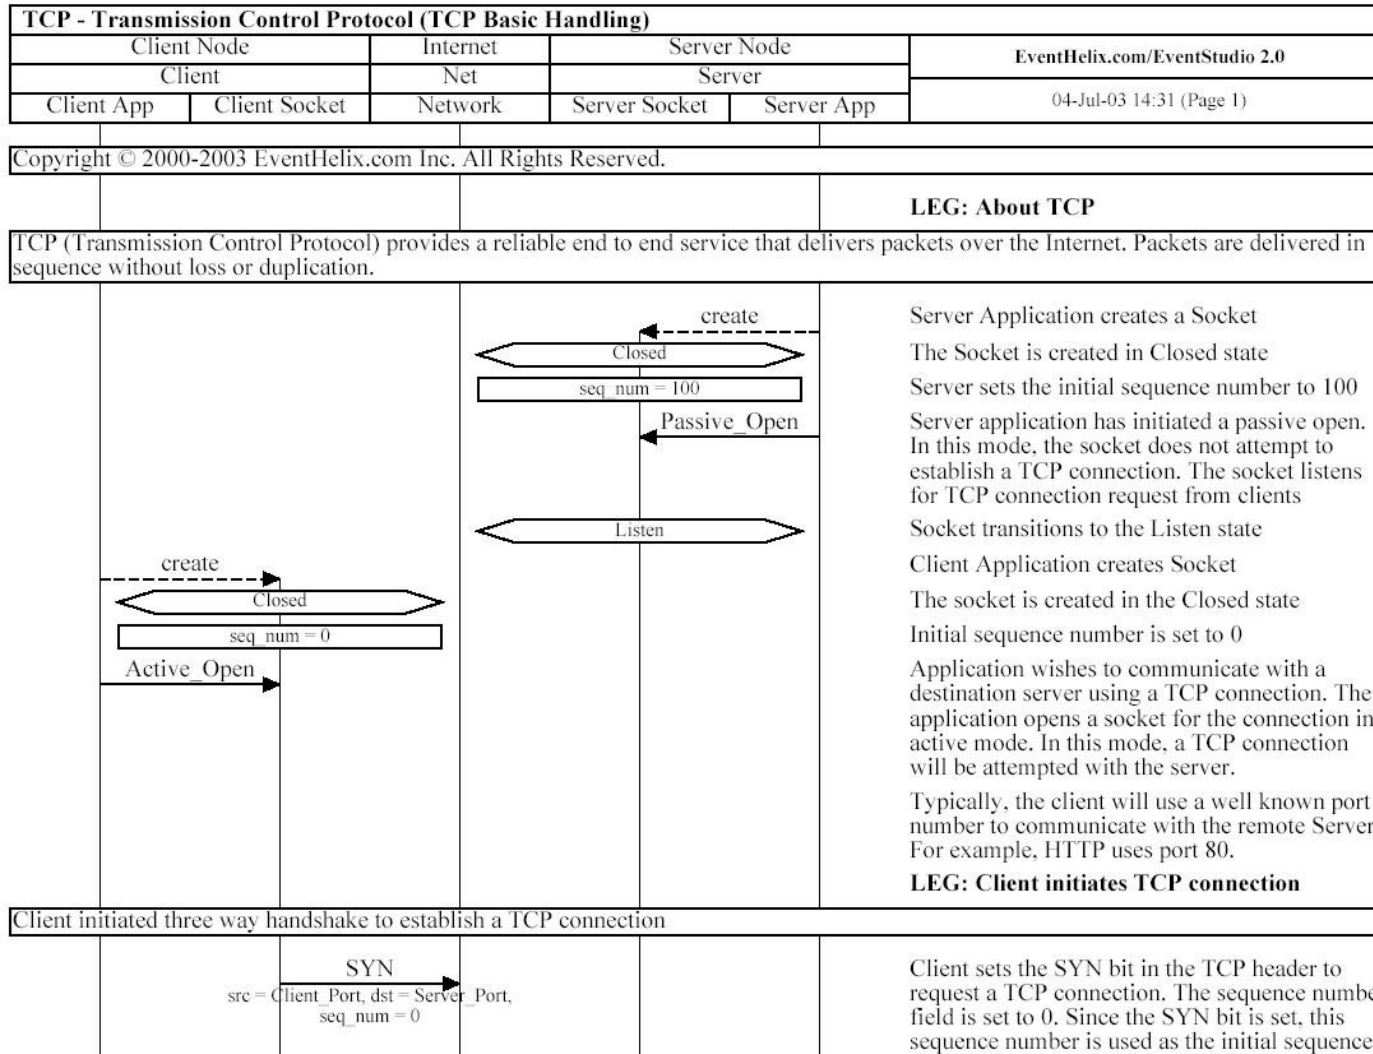 TCP - Transmission Control Protocol (TCP Basic Handling)
Client Node Internet Server Node
EventHelix.com/EventStudio 2.0
Client Net Server
04-Jul-03 14:31 (Page 1)
Client App Client Socket Network Server Socket Server App
Copyright © 2000-2003 EventHelix.com Inc. All Rights Reserved.
LEG: About TCP
TCP (Transmission Control Protocol) provides a reliable end to end service that delivers packets over the Internet. Packets are delivered in
sequence without loss or duplication.
create
Server Application creates a Socket
Closed
The Socket is created in Closed state
seq_num = 100
Server sets the initial sequence number to 100
Passive_Open
Server application has initiated a passive open.
In this mode, the socket does not attempt to
establish a TCP connection. The socket listens
for TCP connection request from clients
Listen
Socket transitions to the Listen state
create
Client Application creates Socket
Closed
The socket is created in the Closed state
seq_num = 0
Initial sequence number is set to 0
Active_Open
Application wishes to communicate with a
destination server using a TCP connection. The
application opens a socket for the connection in
active mode. In this mode, a TCP connection
will be attempted with the server.
Typically, the client will use a well known port
number to communicate with the remote Server
For example, HTTP uses port 80.
LEG: Client initiates TCP connection
Client initiated three way handshake to establish a TCP connection
SYN
src = Client_Port, dst = Server_Port,
seq_num = 0
Client sets the SYN bit in the TCP header to
request a TCP connection. The sequence numbe
field is set to 0. Since the SYN bit is set, this
sequence number is used as the initial sequence